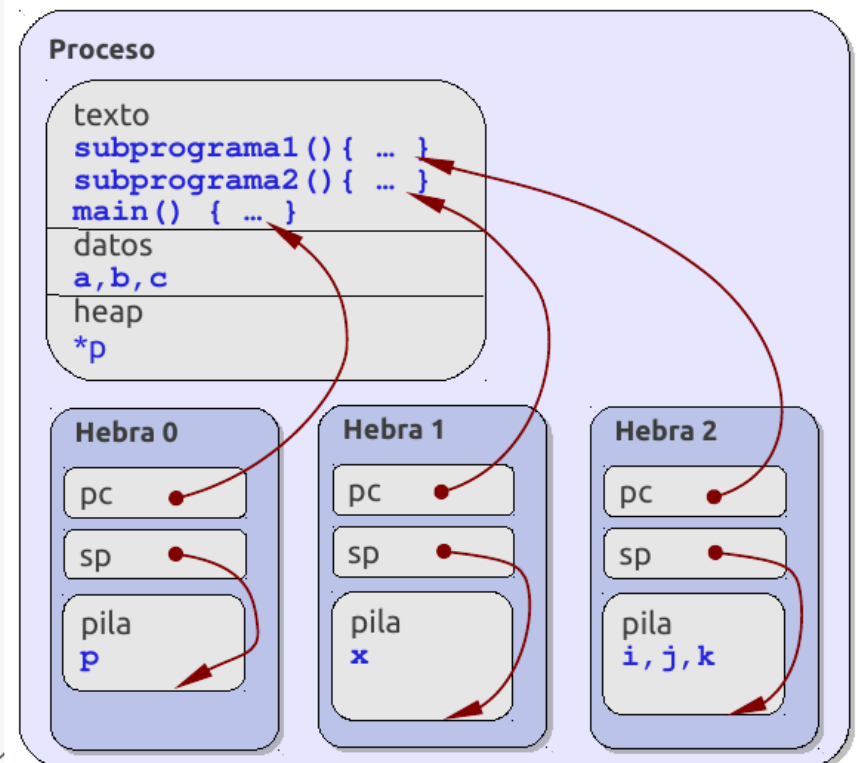 Proceso
texto
subprograma1(){ … }
subprograma2(){ … }
main() { … }
datos
a,b,c
heap
*p
Hebra 0
pc
sp
pila
p
Hebra 1
pc
sp
pila
x
Hebra 2
pc
sp
pila
i,j,k